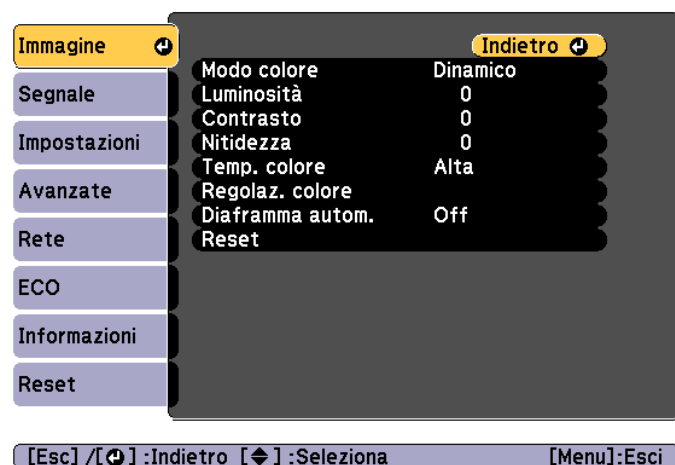 Immagine
Segnale
Impostazioni
Avanzate
Rete
ECO
Informazioni
Reset
Indietro
Modo colore Dinamico
Luminosità 0
Contrasto 0
Nitidezza 0
Temp. colore Alta
Regolaz. colore
Diaframma autom. Off
Reset
[Esc] /[⏎] :Indietro [◆] :Seleziona [Menu]:Esci